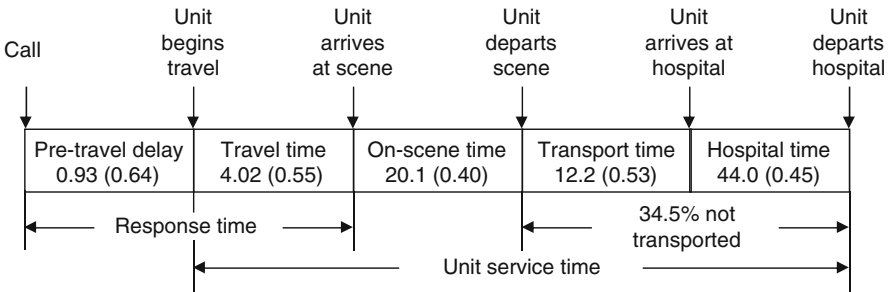 Call
Unit
begins
travel
Unit
arrives
at scene
Unit
departs
scene
Unit
arrives at
hospital
Unit
departs
hospital
Pre-travel delay
0.93 (0.64)
Travel time
4.02 (0.55)
On-scene time
20.1 (0.40)
Transport time
12.2 (0.53)
Hospital time
44.0 (0.45)
Response time
34.5% not
transported
Unit service time